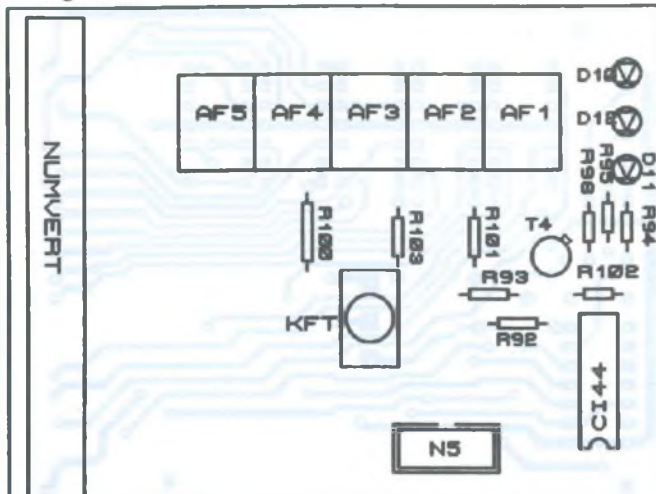 NUMVERT
AF5 AF4 AF3 AF2 AF1
D11
R98
R95
R94
R100
R103
R101
T4
R93
R102
KFT
R92
CI44
N5